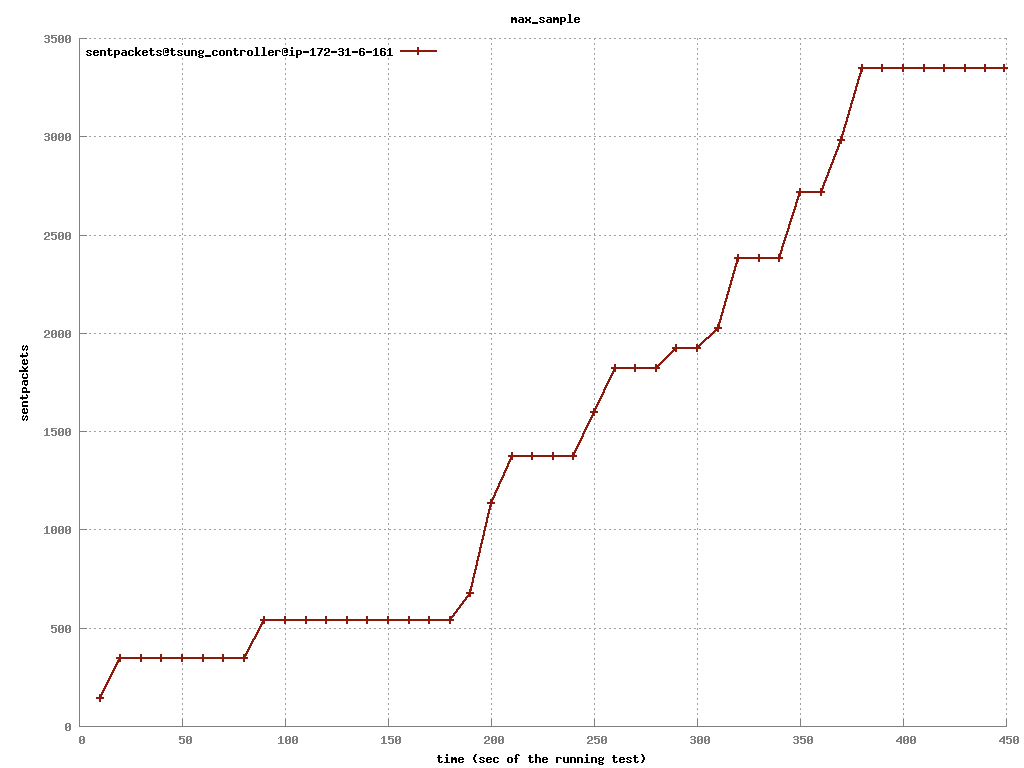 max_sample
sentpackets@tsung_controller@ip-172-31-6-161
3500
3000
2500
2000
1500
1000
500
0
sentpackets
0 50 100 150 200 250 300 350 400 450
time (sec of the running test)